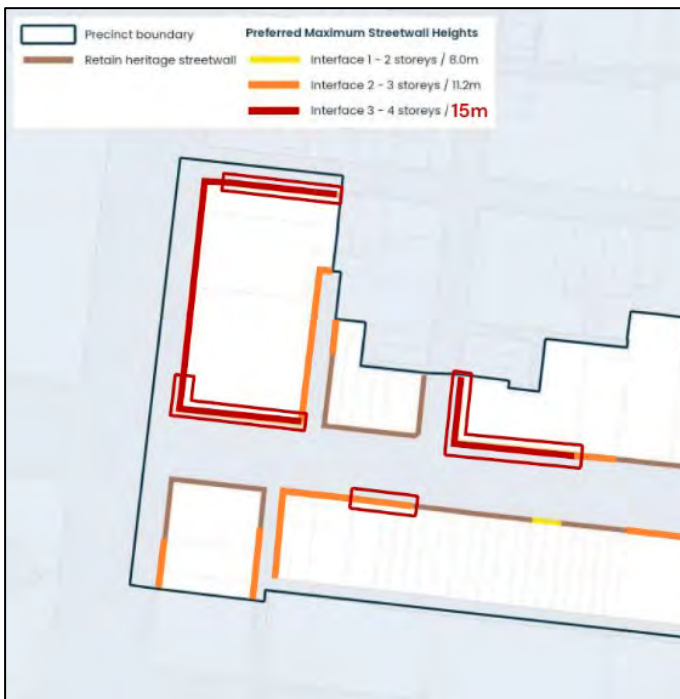 Precinct boundary
Retain heritage streetwall
Preferred Maximum Streetwall Heights
Interface 1 - 2 storeys / 8.0m
Interface 2 - 3 storeys / 11.2m
Interface 3 - 4 storeys / 15m